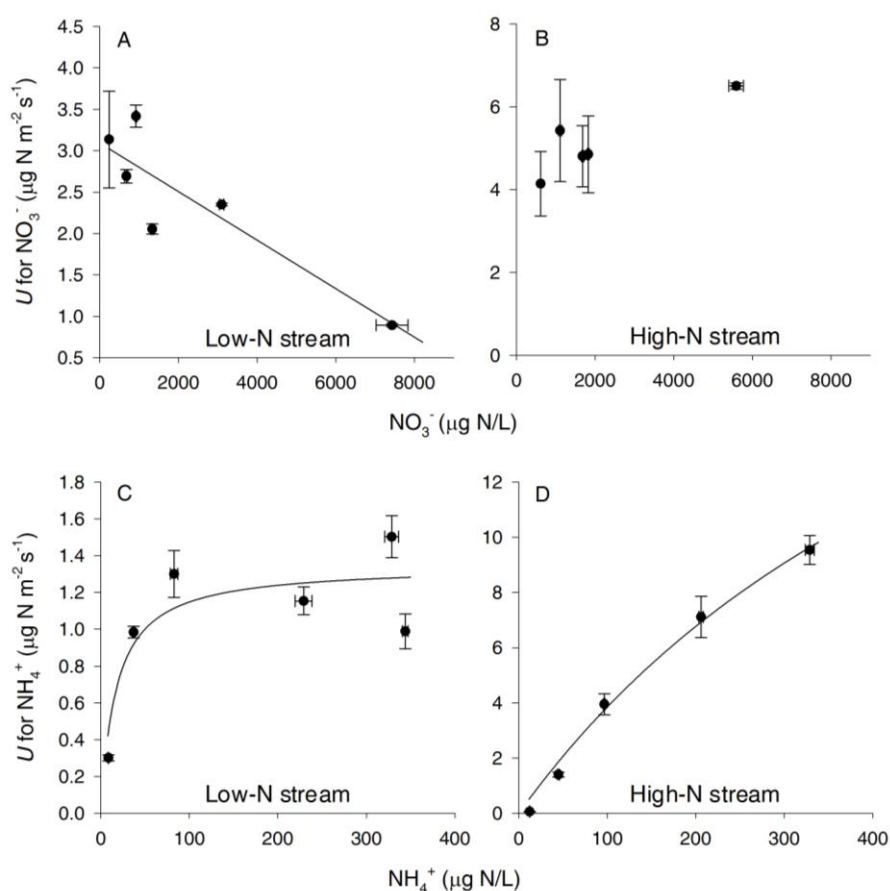 A
4.5
4.0
3.5
3.0
2.5
2.0
1.5
1.0
0.5
U for NO₃⁻ (μg N m⁻² s⁻¹)
Low-N stream
0 2000 4000 6000 8000
B
8
6
4
2
0
High-N stream
0 2000 4000 6000 8000
NO₃⁻ (μg N/L)
C
1.8
1.6
1.4
1.2
1.0
0.8
0.6
0.4
0.2
0.0
U for NH₄⁺ (μg N m⁻² s⁻¹)
Low-N stream
0 100 200 300 400
D
12
10
8
6
4
2
0
High-N stream
0 100 200 300 400
NH₄⁺ (μg N/L)